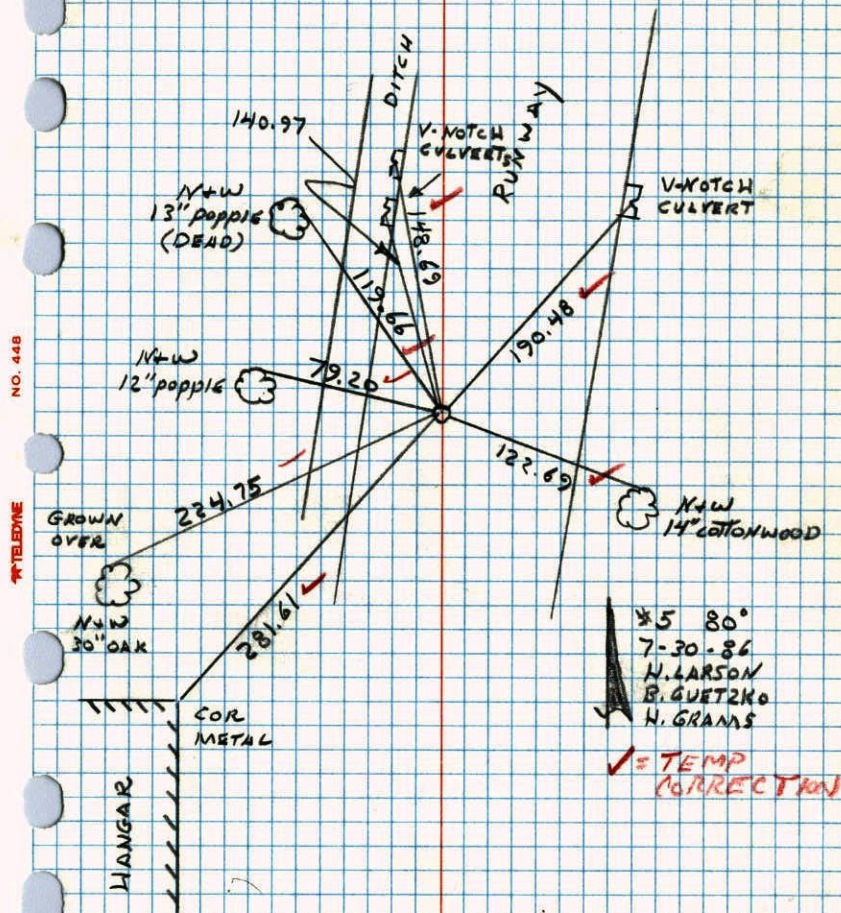 DITCH
140.97
V-NOTCH
CULVERTS
RUNWAY
N+W
13" popple
(DEAD)
V-NOTCH
CULVERT
148.69
119.66
190.48
N+W
12" popple
79.20
122.69
224.75
GROWN
OVER
N+W
14" COTTONWOOD
N+W
30" OAK
281.61
#5 80°
7-30-86
H. LARSON
B. GUETZKO
H. GRAMS
COR
METAL
✓ = TEMP
CORRECTION
HANGAR
NO. 448
TELEDYNE